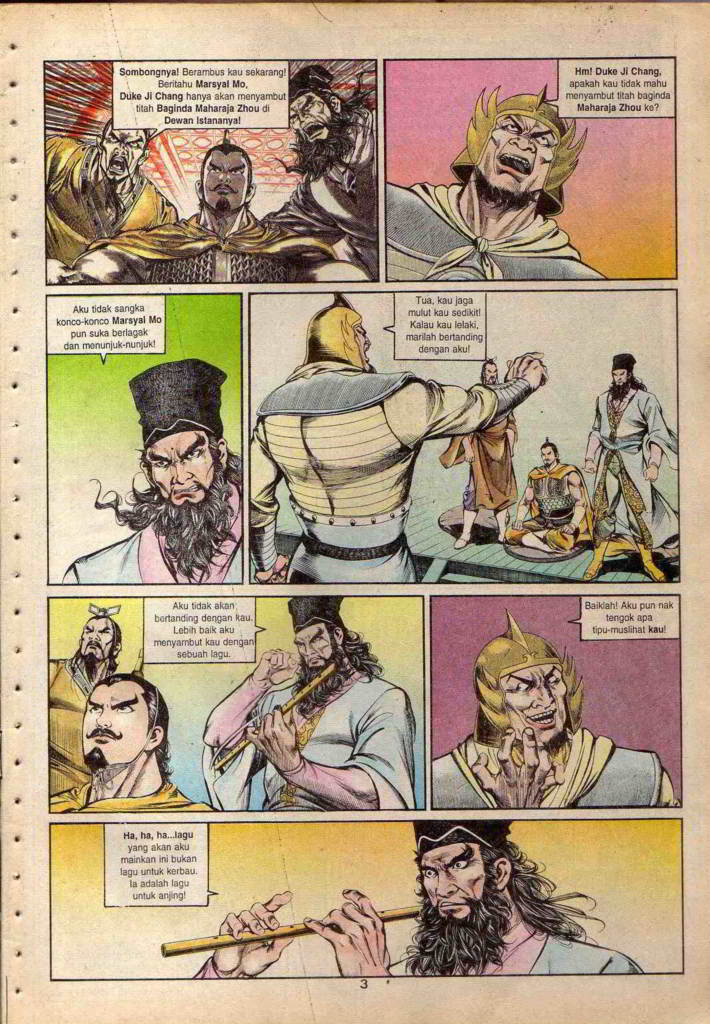 Sombongnya! Berambus kau sekarang!
Beritahu Marsyal Mo,
Duke Ji Chang hanya akan menyambut
titah Baginda Maharaja Zhou di
Dewan Istananya!
Hm! Duke Ji Chang,
apakah kau tidak mahu
menyambut titah baginda
Maharaja Zhou ke?
Aku tidak sangka
konco-konco Marsyal Mo
pun suka berlagak
dan menunjuk-nunjuk!
Tua, kau jaga
mulut kau sedikit!
Kalau kau lelaki,
marilah bertanding
dengan aku!
Aku tidak akan
bertanding dengan kau.
Lebih baik aku
menyambut kau dengan
sebuah lagu.
Baiklah! Aku pun nak
tengok apa
tipu-muslihat kau!
Ha, ha, ha...lagu
yang akan aku
mainkan ini bukan
lagu untuk kerbau.
Ia adalah lagu
untuk anjing!
3